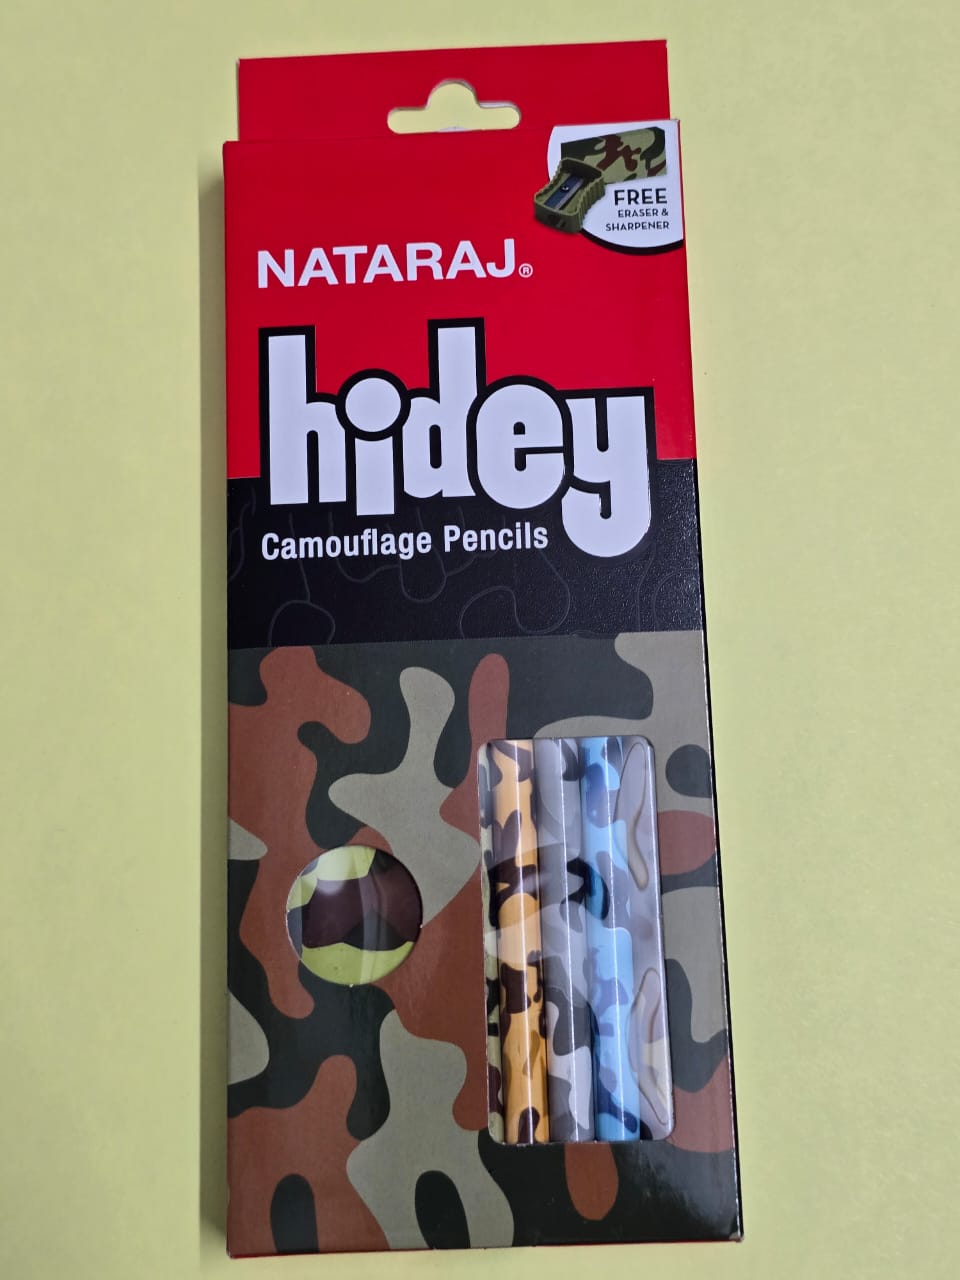 FREE
ERASER &
SHARPENER
NATARAJ®
hidey
Camouflage Pencils